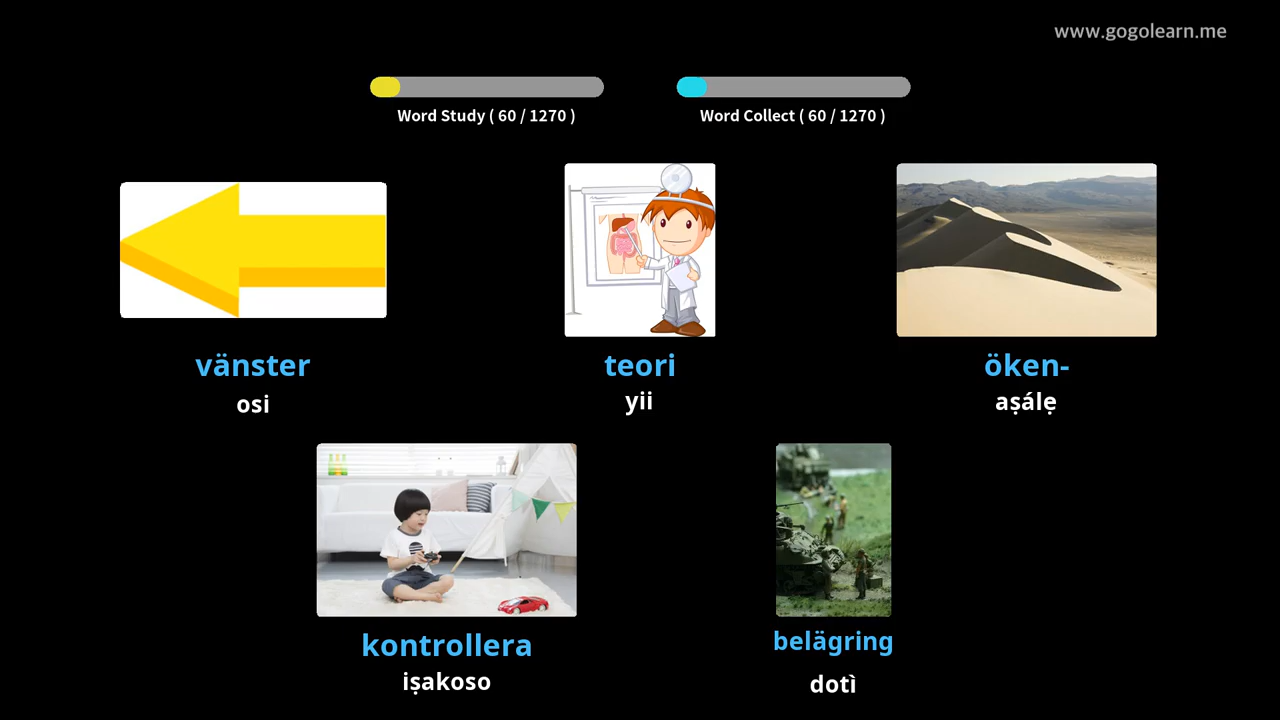 www.gogolearn.me
Word Study ( 60 / 1270 )
Word Collect ( 60 / 1270 )
vänster
osi
teori
yii
öken-
aṣálẹ
kontrollera
iṣakoso
belägring
dotì